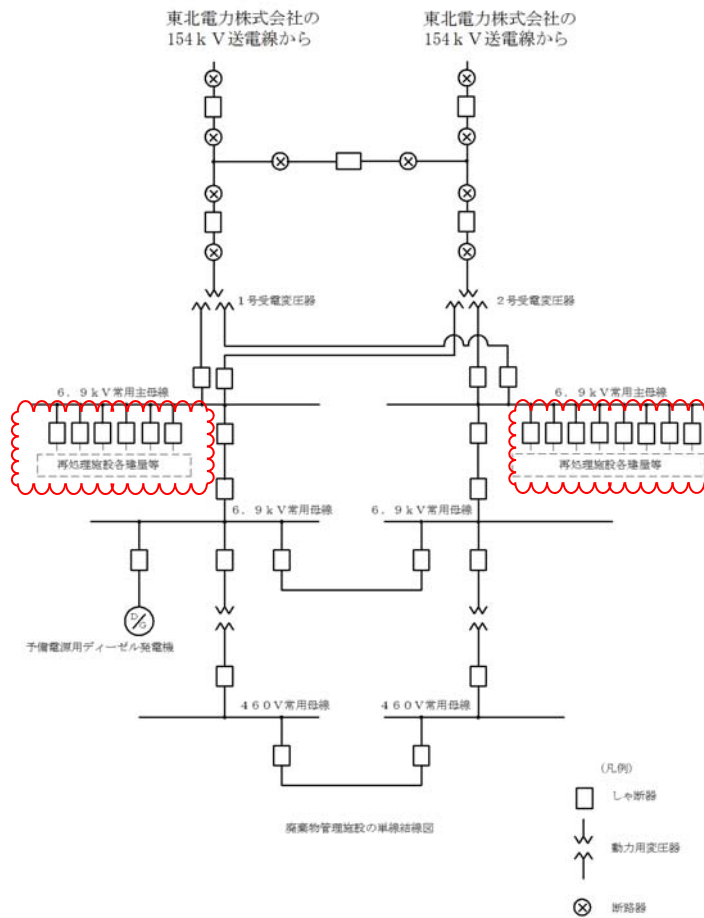 東北電力株式会社の
154kV送電線から
東北電力株式会社の
154kV送電線から
1号受電変圧器
2号受電変圧器
6.9kV常用主母線
6.9kV常用主母線
再処理施設各建屋等
再処理施設各建屋等
6.9kV常用母線
6.9kV常用母線
D/G
予備電源用ディーゼル発電機
460V常用母線
460V常用母線
廃棄物管理施設の単線結線図
(凡例)
しゃ断器
動力用変圧器
断路器